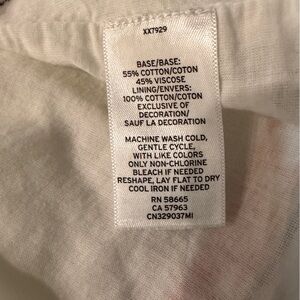 XX7929
BASE/BASE:
55% COTTON/COTON
45% VISCOSE
LINING/ENVERS:
100% COTTON/COTON
EXCLUSIVE OF
DECORATION/
SAUF LA DECORATION
MACHINE WASH COLD,
GENTLE CYCLE,
WITH LIKE COLORS
ONLY NON-CHLORINE
BLEACH IF NEEDED
RESHAPE, LAY FLAT TO DRY
COOL IRON IF NEEDED
RN 58665
CA 57963
CN329037MI